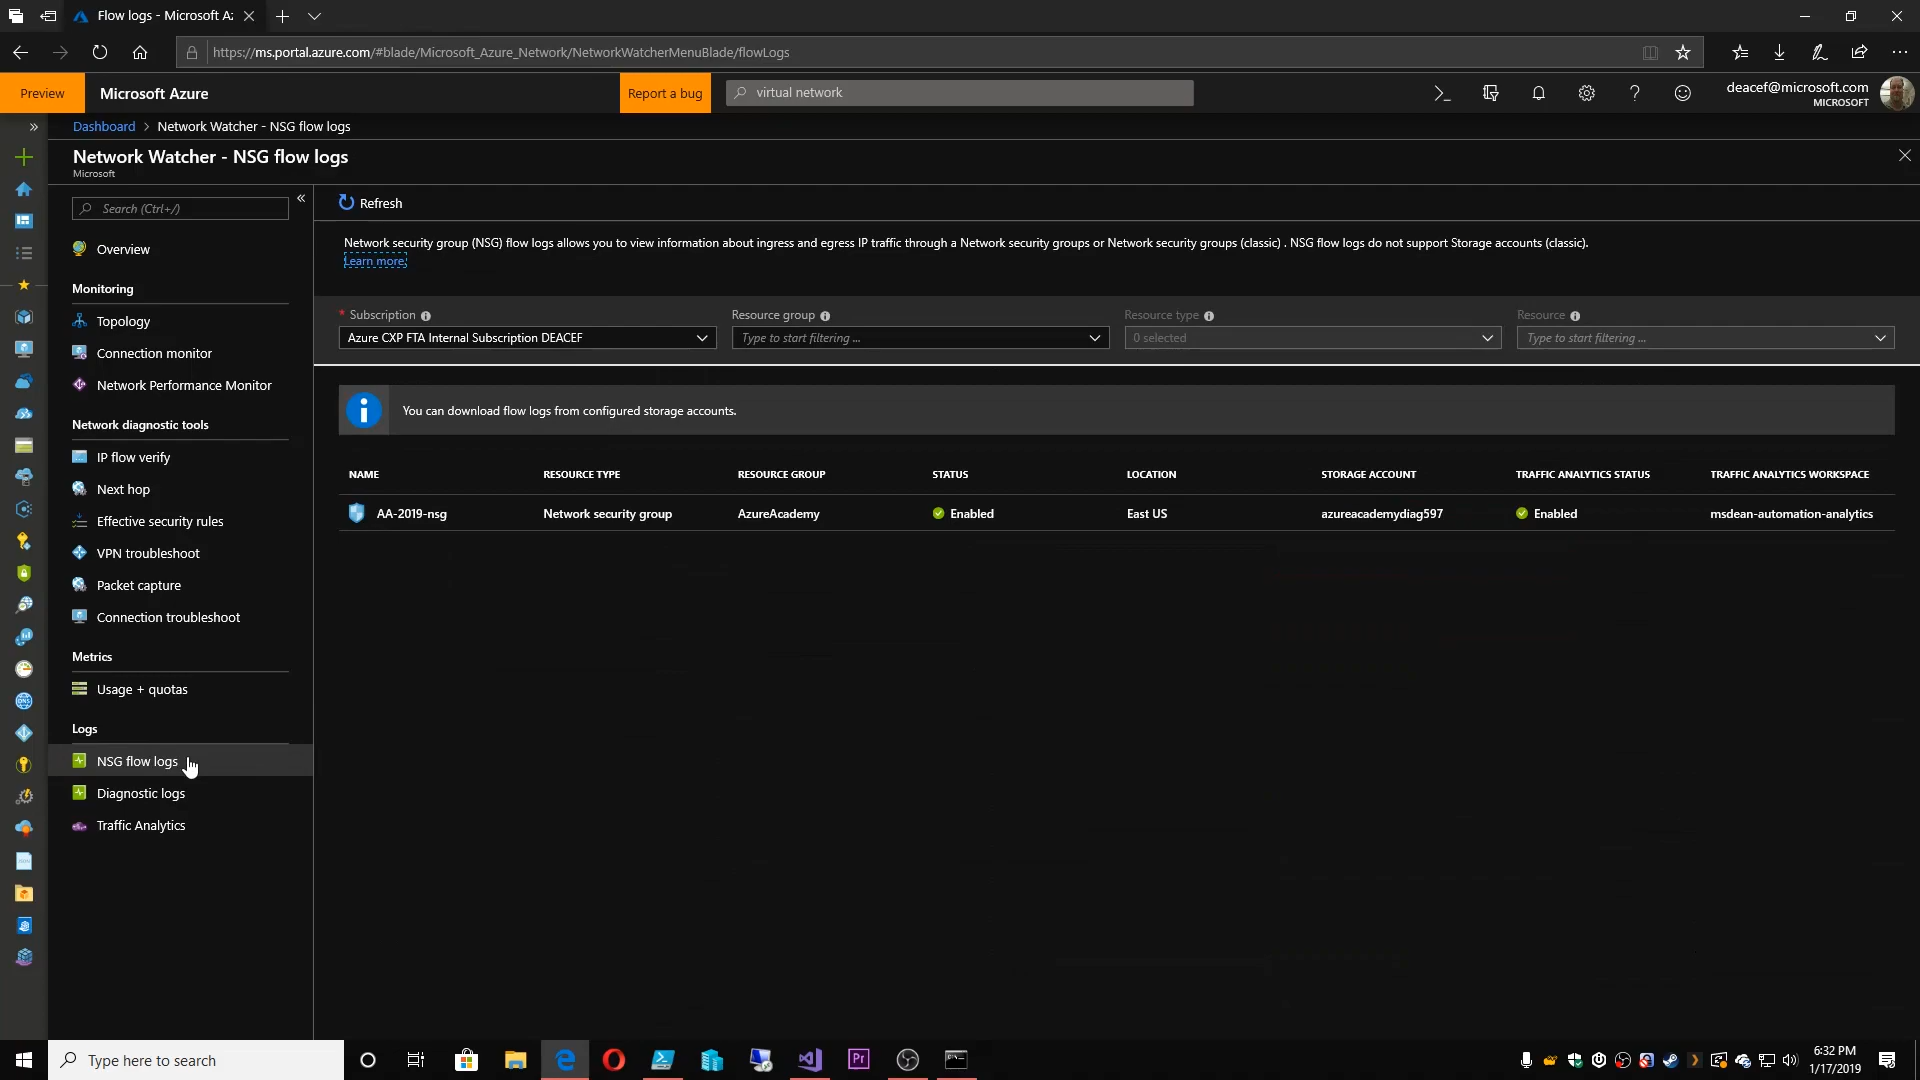 Flow logs - Microsoft Az
https://ms.portal.azure.com/#blade/Microsoft_Azure_Network/NetworkWatcherMenuBlade/flowLogs
Preview
Microsoft Azure
Report a bug
virtual network
deacef@microsoft.com
MICROSOFT
Dashboard > Network Watcher - NSG flow logs
Network Watcher - NSG flow logs
Microsoft
Search (Ctrl+/)
Overview
Monitoring
Topology
Connection monitor
Network Performance Monitor
Network diagnostic tools
IP flow verify
Next hop
Effective security rules
VPN troubleshoot
Packet capture
Connection troubleshoot
Metrics
Usage + quotas
Logs
NSG flow logs
Diagnostic logs
Traffic Analytics
Refresh
Network security group (NSG) flow logs allows you to view information about ingress and egress IP traffic through a Network security groups or Network security groups (classic) . NSG flow logs do not support Storage accounts (classic).
Learn more.
* Subscription
Azure CXP FTA Internal Subscription DEACEF
Resource group
Type to start filtering ...
Resource type
0 selected
Resource
Type to start filtering ...
You can download flow logs from configured storage accounts.
NAME RESOURCE TYPE RESOURCE GROUP STATUS LOCATION STORAGE ACCOUNT TRAFFIC ANALYTICS STATUS TRAFFIC ANALYTICS WORKSPACE
AA-2019-nsg Network security group AzureAcademy Enabled East US azureacademydiag597 Enabled msdean-automation-analytics
Type here to search
Pr
6:32 PM
1/17/2019